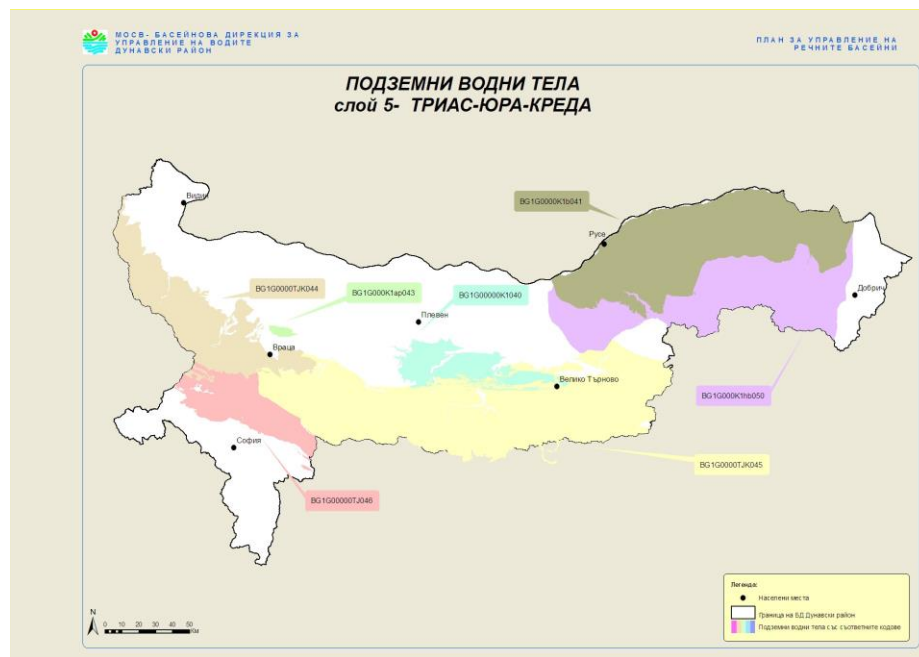 МОСВ- БАСЕЙНОВА ДИРЕКЦИЯ ЗА
УПРАВЛЕНИЕ НА ВОДИТЕ
ДУНАВСКИ РАЙОН
ПЛАН ЗА УПРАВЛЕНИЕ НА
РЕЧНИТЕ БАСЕЙНИ
ПОДЗЕМНИ ВОДНИ ТЕЛА
слой 5- ТРИАС-ЮРА-КРЕДА
Видин
BG1G0000K1b041
Русе
BG1G0000TJK044
BG1G000K1ap043
BG1G00000K1040
Добрич
Плевен
Враца
Велико Търново
BG1G000K1hb050
София
BG1G0000TJK045
BG1G00000TJ046
Легенда:
Населени места
Граница на БД Дунавски район
Подземни водни тела със съответните кодове
N
0 10 20 30 40 50
Km